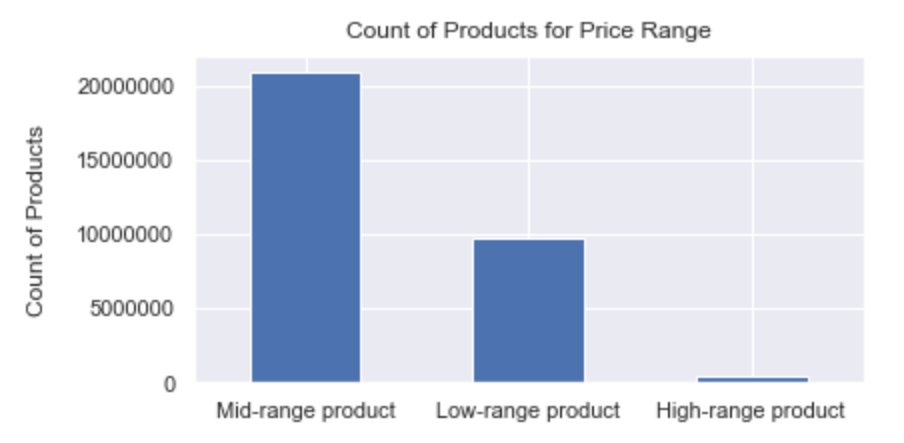 Count of Products for Price Range
Count of Products
20000000
15000000
10000000
5000000
0
Mid-range product Low-range product High-range product